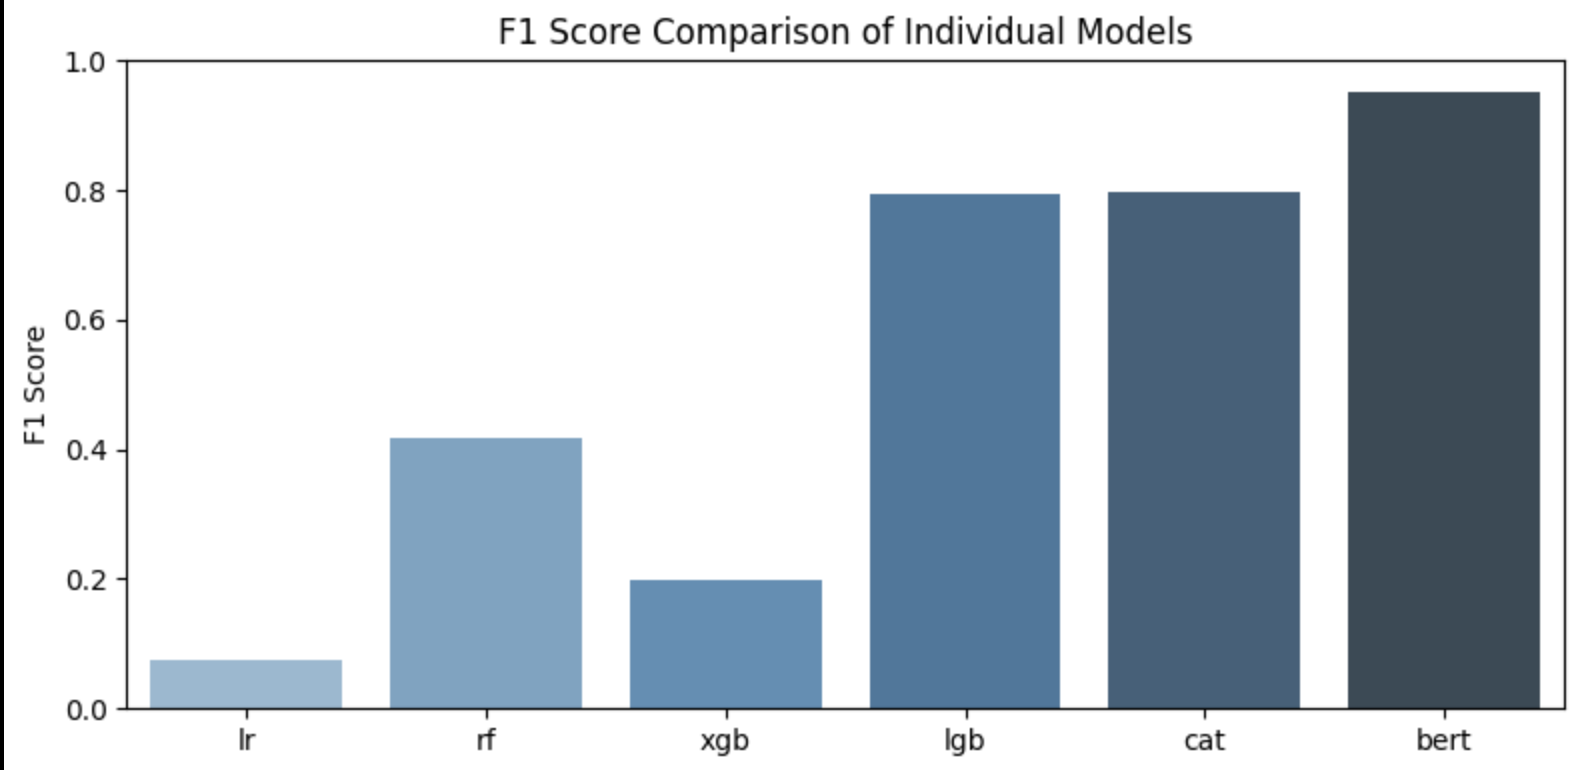 F1 Score Comparison of Individual Models
F1 Score
1.0
0.8
0.6
0.4
0.2
0.0
lr rf xgb lgb cat bert